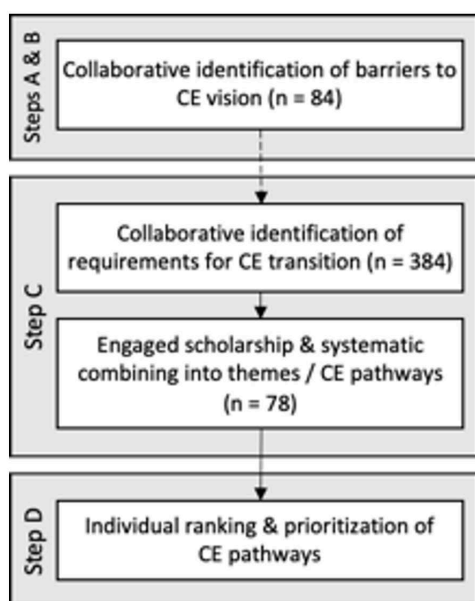 Steps A & B
Collaborative identification of barriers to
CE vision (n = 84)
Step C
Collaborative identification of
requirements for CE transition (n = 384)
Engaged scholarship & systematic
combining into themes / CE pathways
(n = 78)
Step D
Individual ranking & prioritization of
CE pathways